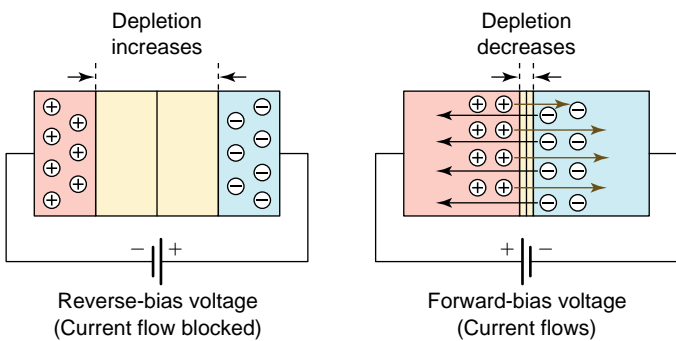 Depletion
increases
Depletion
decreases
− +
+ −
Reverse-bias voltage
(Current flow blocked)
Forward-bias voltage
(Current flows)